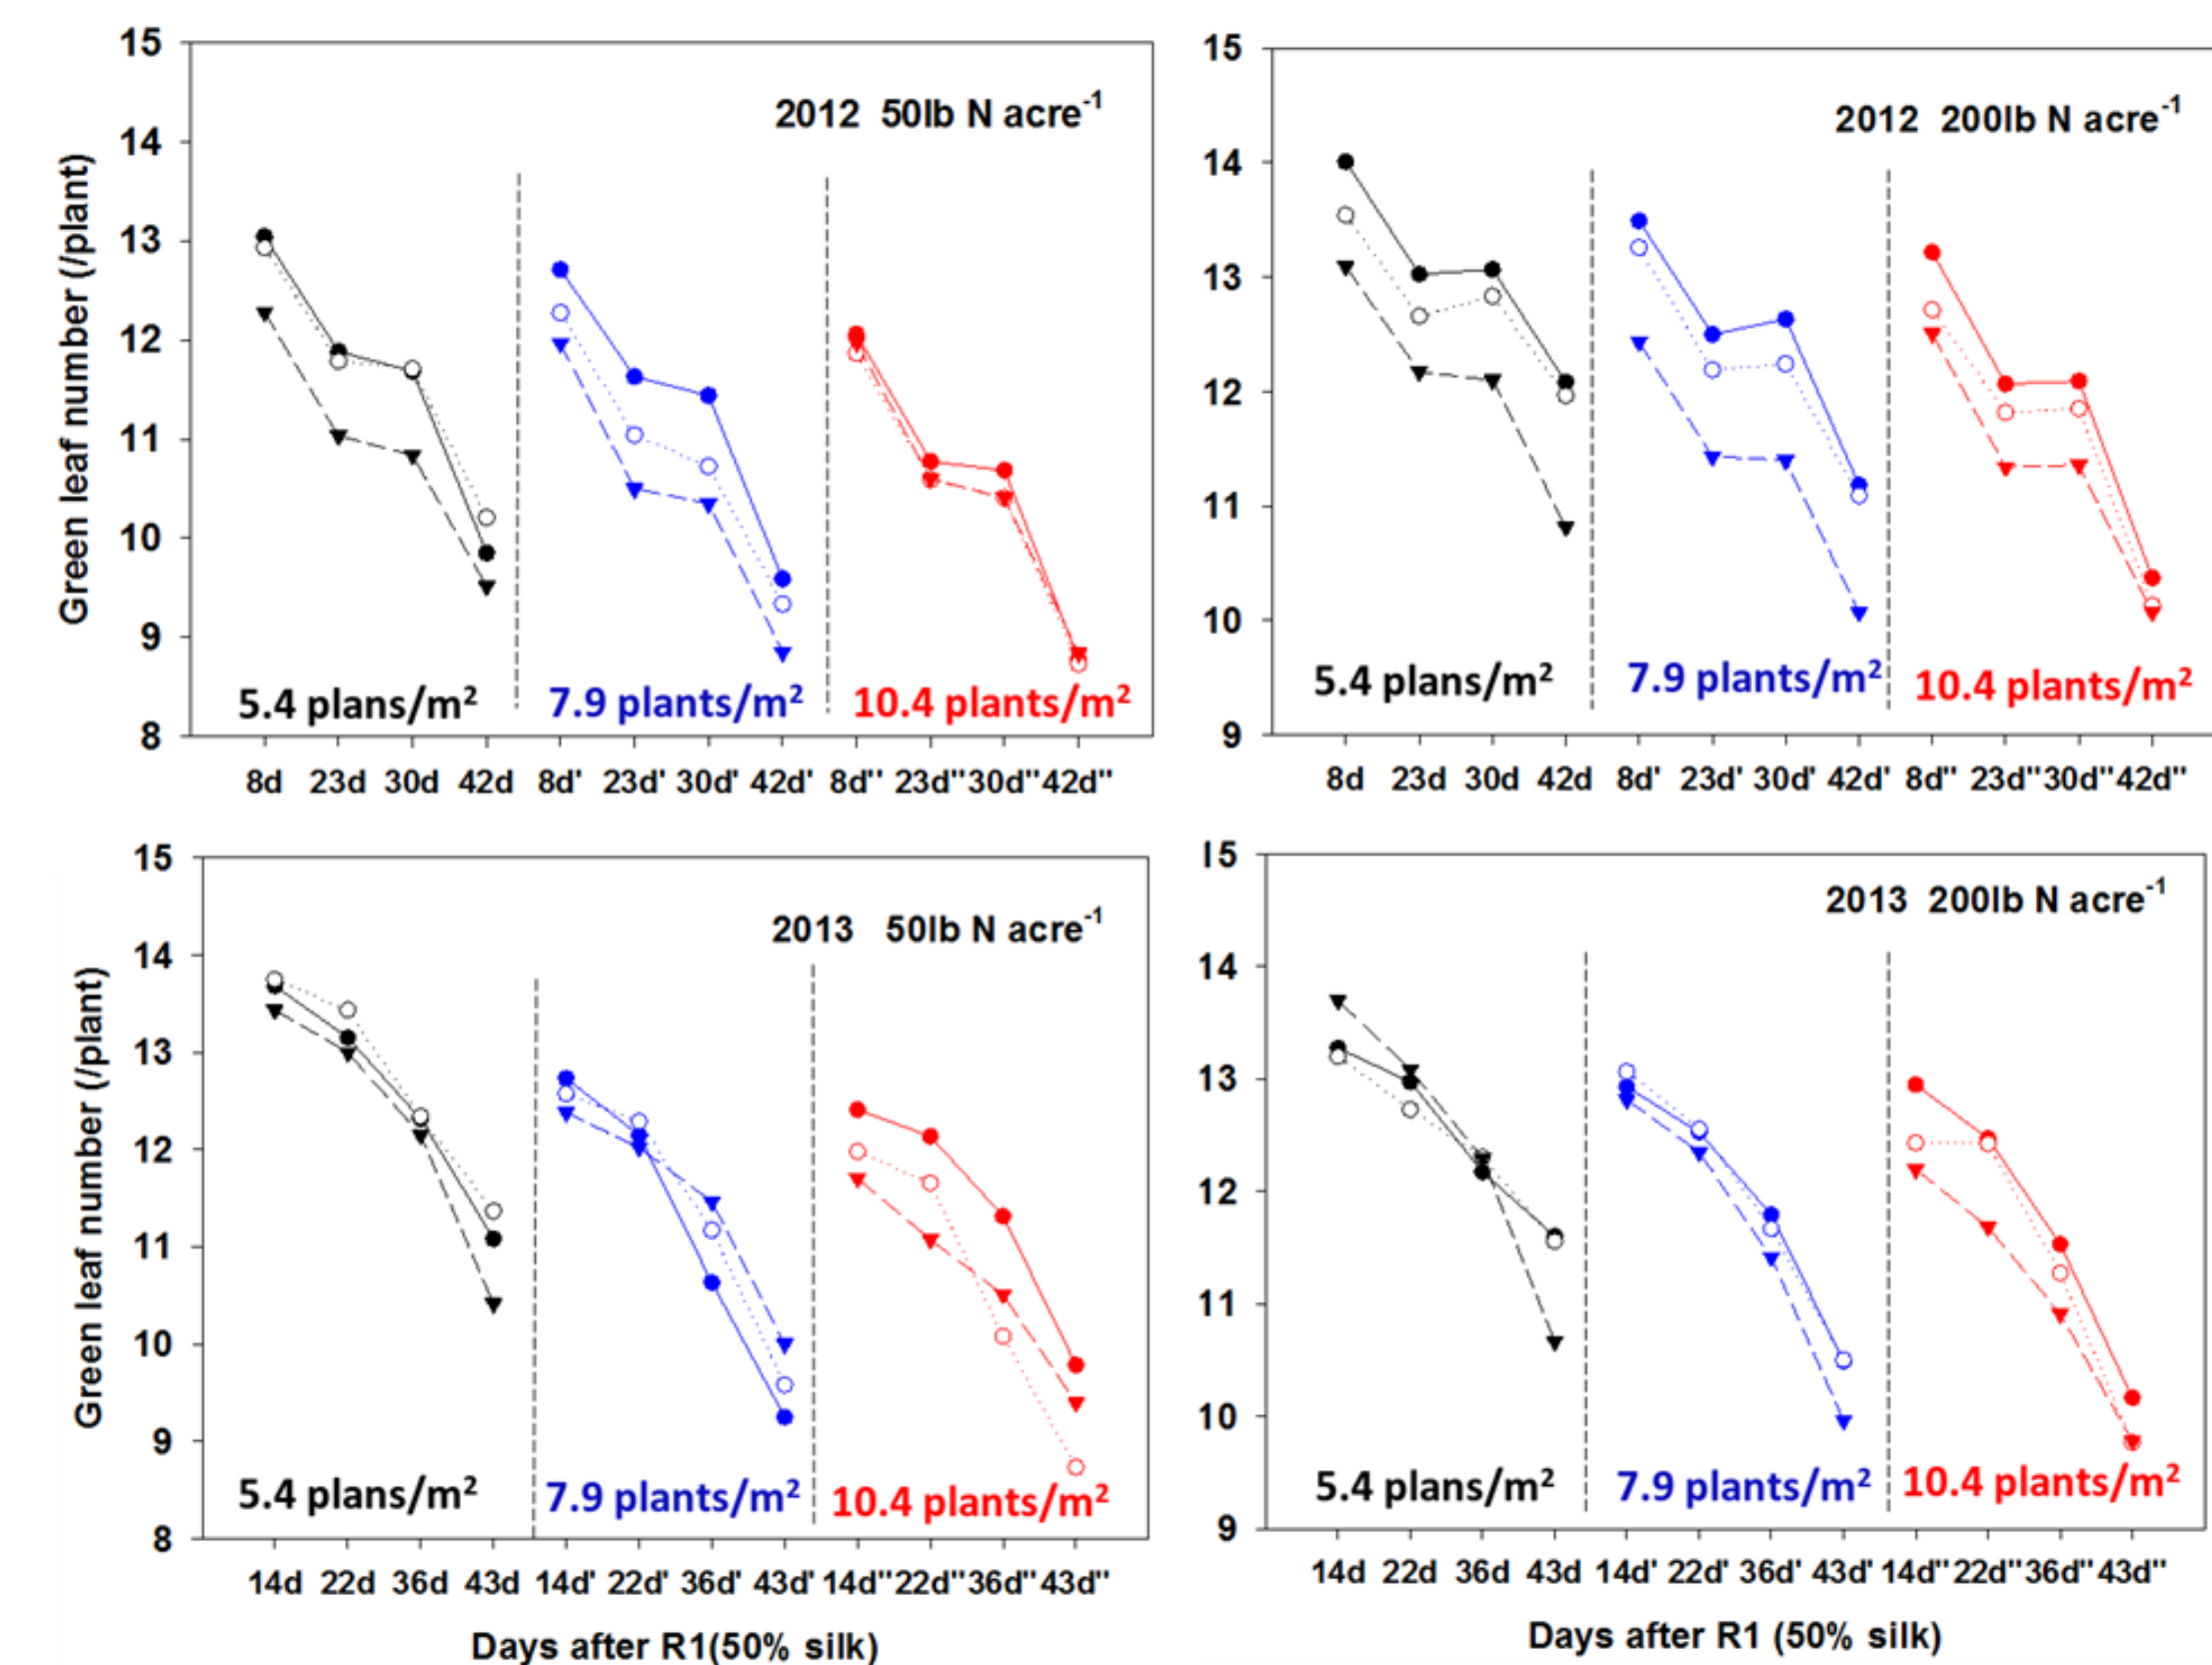 15
14
13
12
11
10
9
8
Green leaf number (/plant)
2012 50lb N acre-1
5.4 plans/m²
7.9 plants/m²
10.4 plants/m²
8d 23d 30d 42d 8d' 23d' 30d' 42d' 8d'' 23d'' 30d'' 42d''
15
14
13
12
11
10
9
2012 200lb N acre-1
5.4 plans/m²
7.9 plants/m²
10.4 plants/m²
8d 23d 30d 42d 8d' 23d' 30d' 42d' 8d'' 23d'' 30d'' 42d''
15
14
13
12
11
10
9
8
Green leaf number (/plant)
2013 50lb N acre-1
5.4 plans/m²
7.9 plants/m²
10.4 plants/m²
14d 22d 36d 43d 14d' 22d' 36d' 43d' 14d'' 22d'' 36d'' 43d''
Days after R1(50% silk)
15
14
13
12
11
10
9
2013 200lb N acre-1
5.4 plans/m²
7.9 plants/m²
10.4 plants/m²
14d 22d 36d 43d 14d' 22d' 36d' 43d' 14d'' 22d'' 36d'' 43d''
Days after R1 (50% silk)